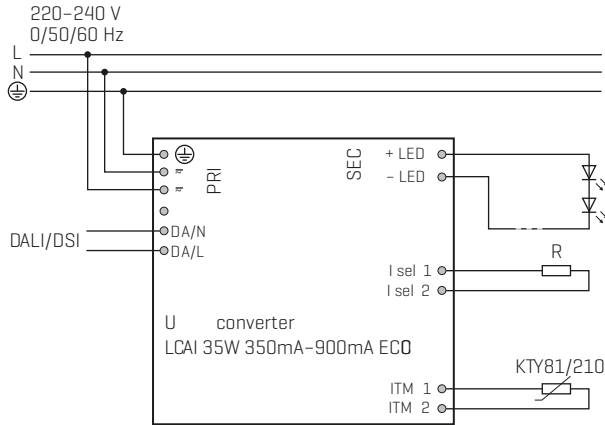 220–240 V
0/50/60 Hz
L
N
PRI
SEC
+ LED
– LED
DALI/DSI
DA/N
DA/L
I sel 1
I sel 2
R
U converter
LCAI 35W 350mA–900mA ECO
KTY81/210
ITM 1
ITM 2